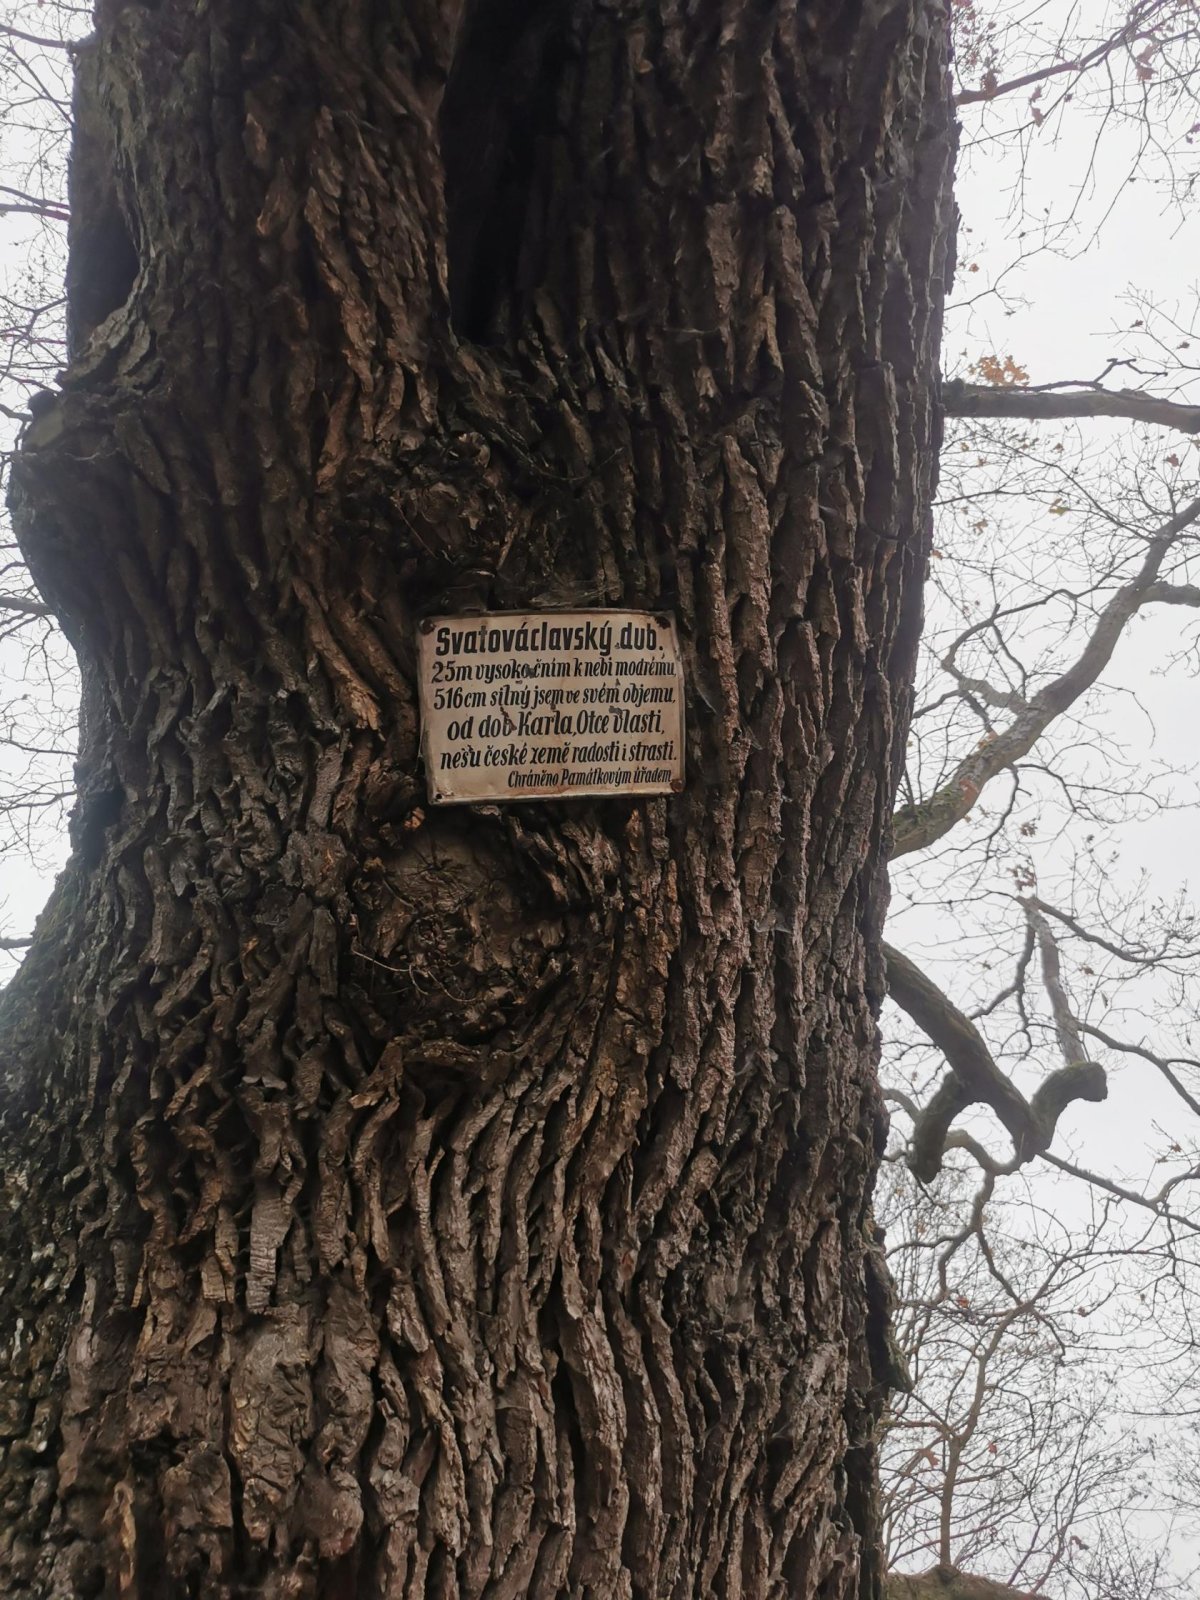 Svatováclavský dub.
25m vysoko čním k nebi modrému,
516cm silný jsem ve svém objemu,
od dob Karla, Otce vlasti,
nesu české země radosti i strasti.
Chráněno Památkovým úřadem.